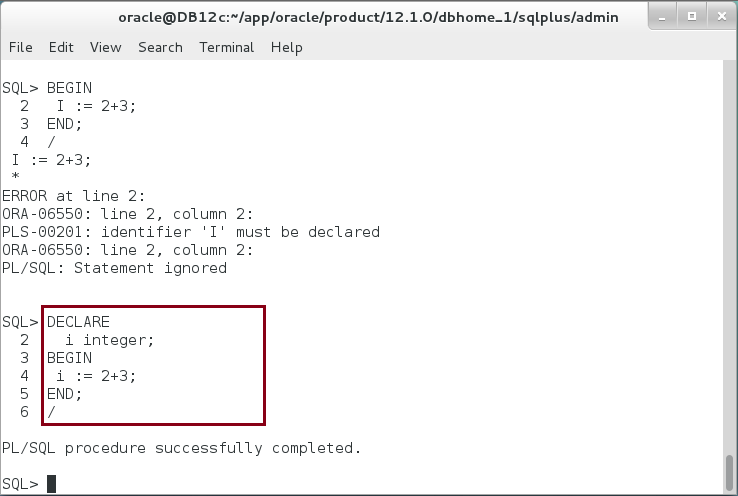 oracle@DB12c:~/app/oracle/product/12.1.0/dbhome_1/sqlplus/admin
File Edit View Search Terminal Help
SQL> BEGIN
  2   I := 2+3;
  3  END;
  4  /
 I := 2+3;
 *
ERROR at line 2:
ORA-06550: line 2, column 2:
PLS-00201: identifier 'I' must be declared
ORA-06550: line 2, column 2:
PL/SQL: Statement ignored
SQL> DECLARE
  2    i integer;
  3  BEGIN
  4   i := 2+3;
  5  END;
  6  /
PL/SQL procedure successfully completed.
SQL>